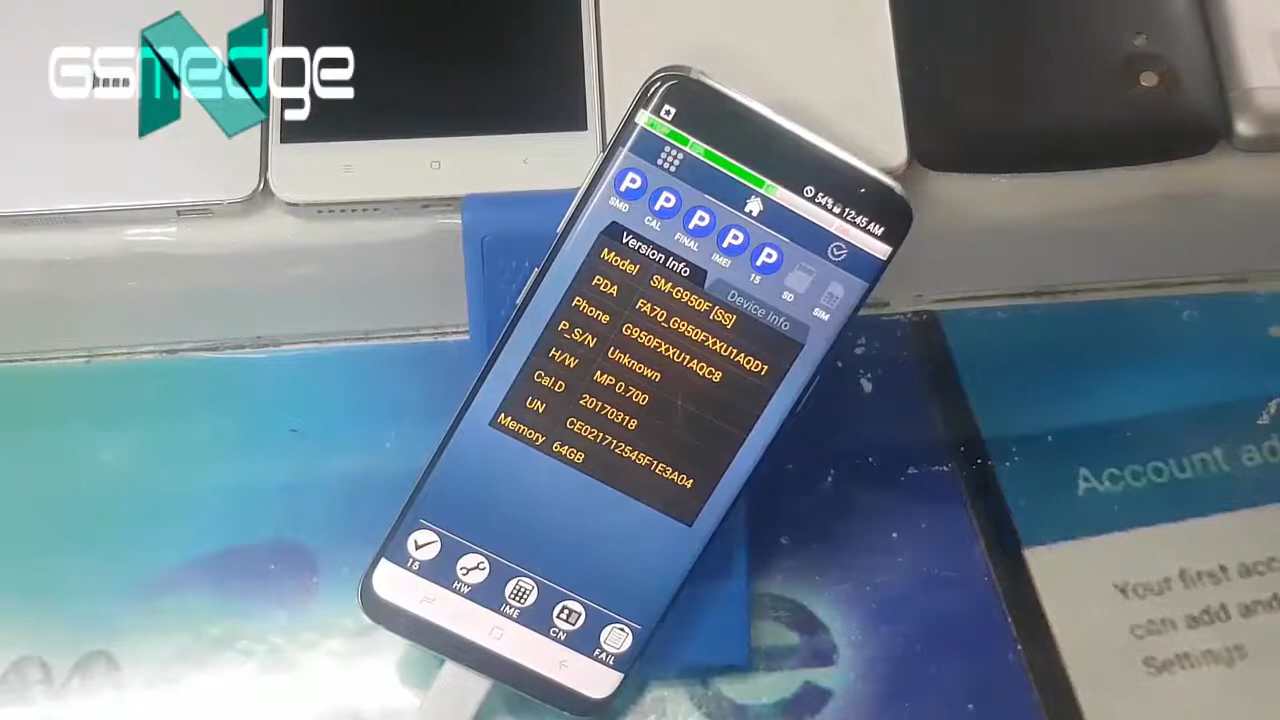 GSmedge
54% 12:45 AM
SMD
CAL
FINAL
IMEI
15
SD
SIM
Version Info
Device Info
Model SM-G950F [SS]
PDA FA70_G950FXXU1AQD1
Phone G950FXXU1AQC8
P_S/N Unknown
H/W MP 0.700
Cal.D 20170318
UN CE021712545F1E3A04
Memory 64GB
15
HW
IME
CN
FAIL
Account ad
Your first acc
can add and
Settings